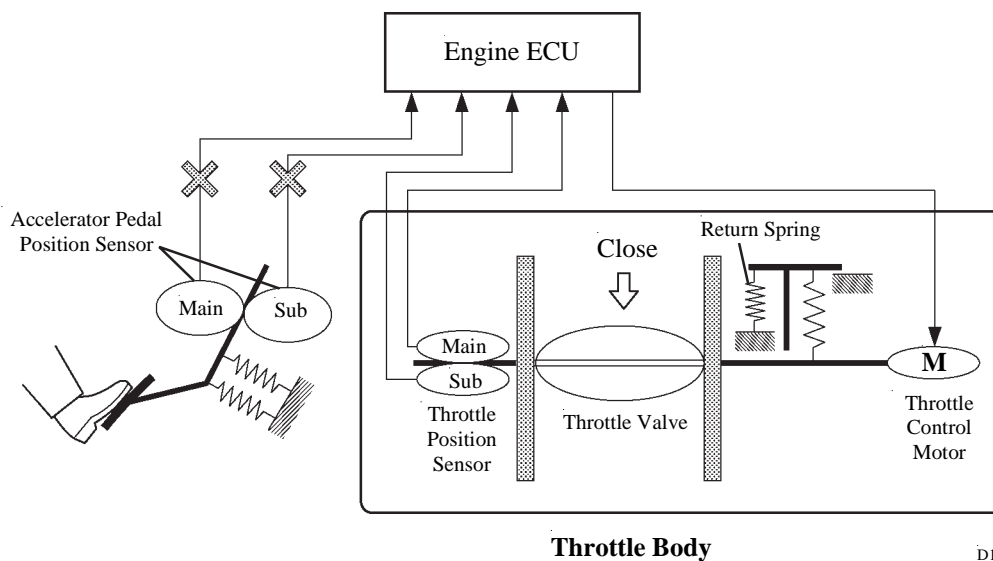 Engine ECU
Accelerator Pedal
Position Sensor
Main
Sub
Return Spring
Close
Main
Sub
Throttle
Position
Sensor
Throttle Valve
M
Throttle
Control
Motor
Throttle Body